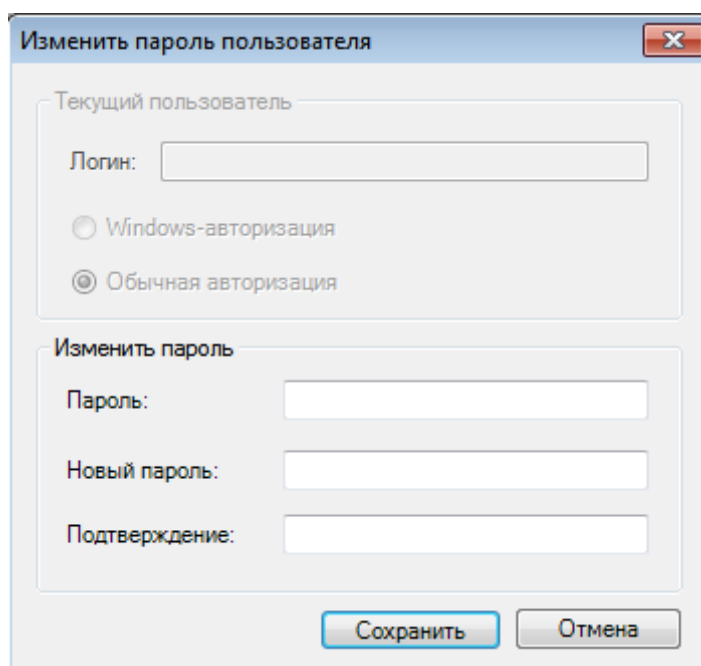 Изменить пароль пользователя
Текущий пользователь
Логин:
Windows-авторизация
Обычная авторизация
Изменить пароль
Пароль:
Новый пароль:
Подтверждение:
Сохранить Отмена